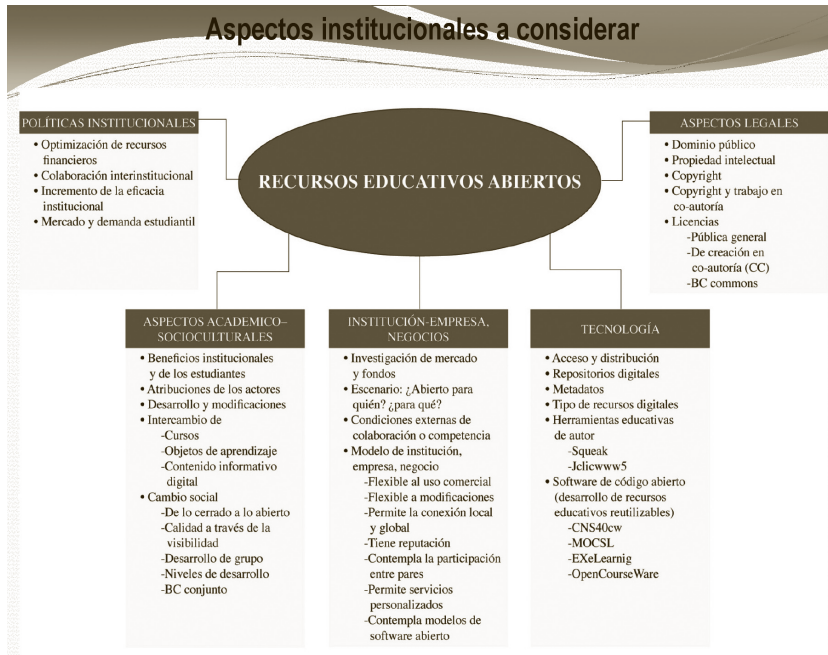 Aspectos institucionales a considerar
POLÍTICAS INSTITUCIONALES
• Optimización de recursos
financieros
• Colaboración interinstitucional
• Incremento de la eficacia
institucional
• Mercado y demanda estudiantil
RECURSOS EDUCATIVOS ABIERTOS
ASPECTOS LEGALES
• Dominio público
• Propiedad intelectual
• Copyright
• Copyright y trabajo en
co-autoría
• Licencias
-Pública general
-De creación en
co-autoría (CC)
-BC commons
ASPECTOS ACADEMICO–
SOCIOCULTURALES
• Beneficios institucionales
y de los estudiantes
• Atribuciones de los actores
• Desarrollo y modificaciones
• Intercambio de
-Cursos
-Objetos de aprendizaje
-Contenido informativo
digital
• Cambio social
-De lo cerrado a lo abierto
-Calidad a través de la
visibilidad
-Desarrollo de grupo
-Niveles de desarrollo
-BC conjunto
INSTITUCIÓN-EMPRESA,
NEGOCIOS
• Investigación de mercado
y fondos
• Escenario: ¿Abierto para
quién? ¿para qué?
• Condiciones externas de
colaboración o competencia
• Modelo de institución,
empresa, negocio
-Flexible al uso comercial
-Flexible a modificaciones
-Permite la conexión local
y global
-Tiene reputación
-Contempla la participación
entre pares
-Permite servicios
personalizados
-Contempla modelos de
software abierto
TECNOLOGÍA
• Acceso y distribución
• Repositorios digitales
• Metadatos
• Tipo de recursos digitales
• Herramientas educativas
de autor
-Squeak
-Jclicwww5
• Software de código abierto
(desarollo de recursos
educativos reutilizables)
-CNS40cw
-MOCSL
-EXeLearnig
-OpenCourseWare